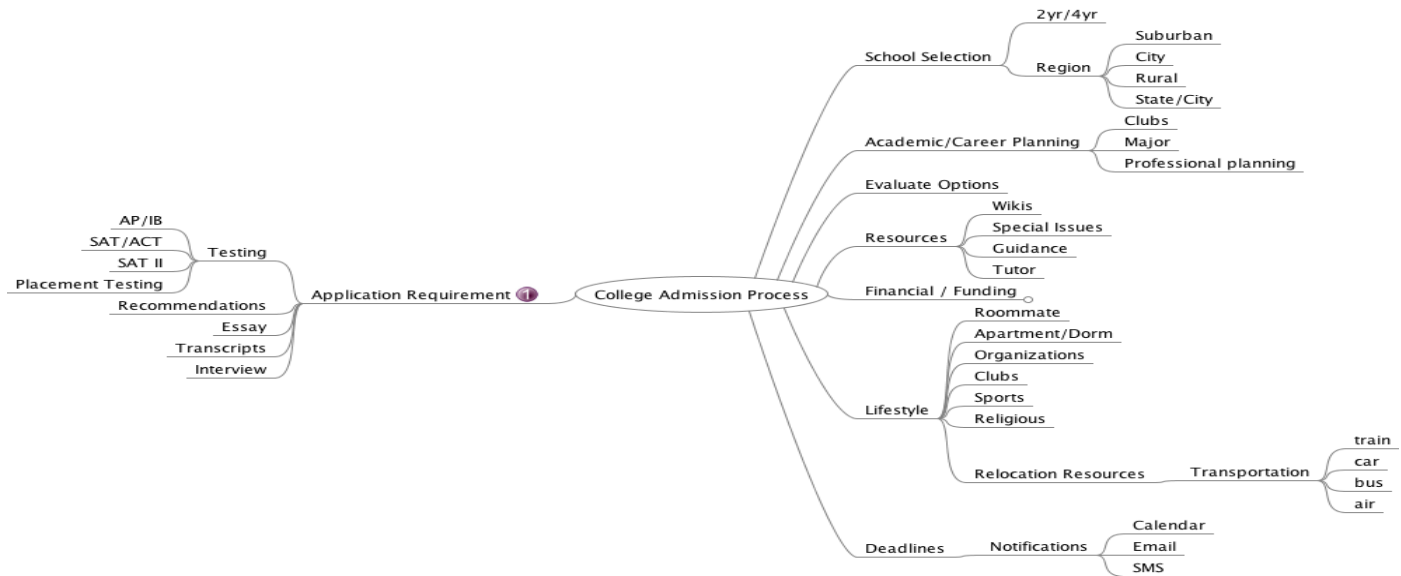 College Admission Process
Application Requirement 1
Testing
AP/IB
SAT/ACT
SAT II
Placement Testing
Recommendations
Essay
Transcripts
Interview
School Selection
2yr/4yr
Region
Suburban
City
Rural
State/City
Academic/Career Planning
Clubs
Major
Professional planning
Evaluate Options
Resources
Wikis
Special Issues
Guidance
Tutor
Financial / Funding
Lifestyle
Roommate
Apartment/Dorm
Organizations
Clubs
Sports
Religious
Relocation Resources
Transportation
train
car
bus
air
Deadlines
Notifications
Calendar
Email
SMS